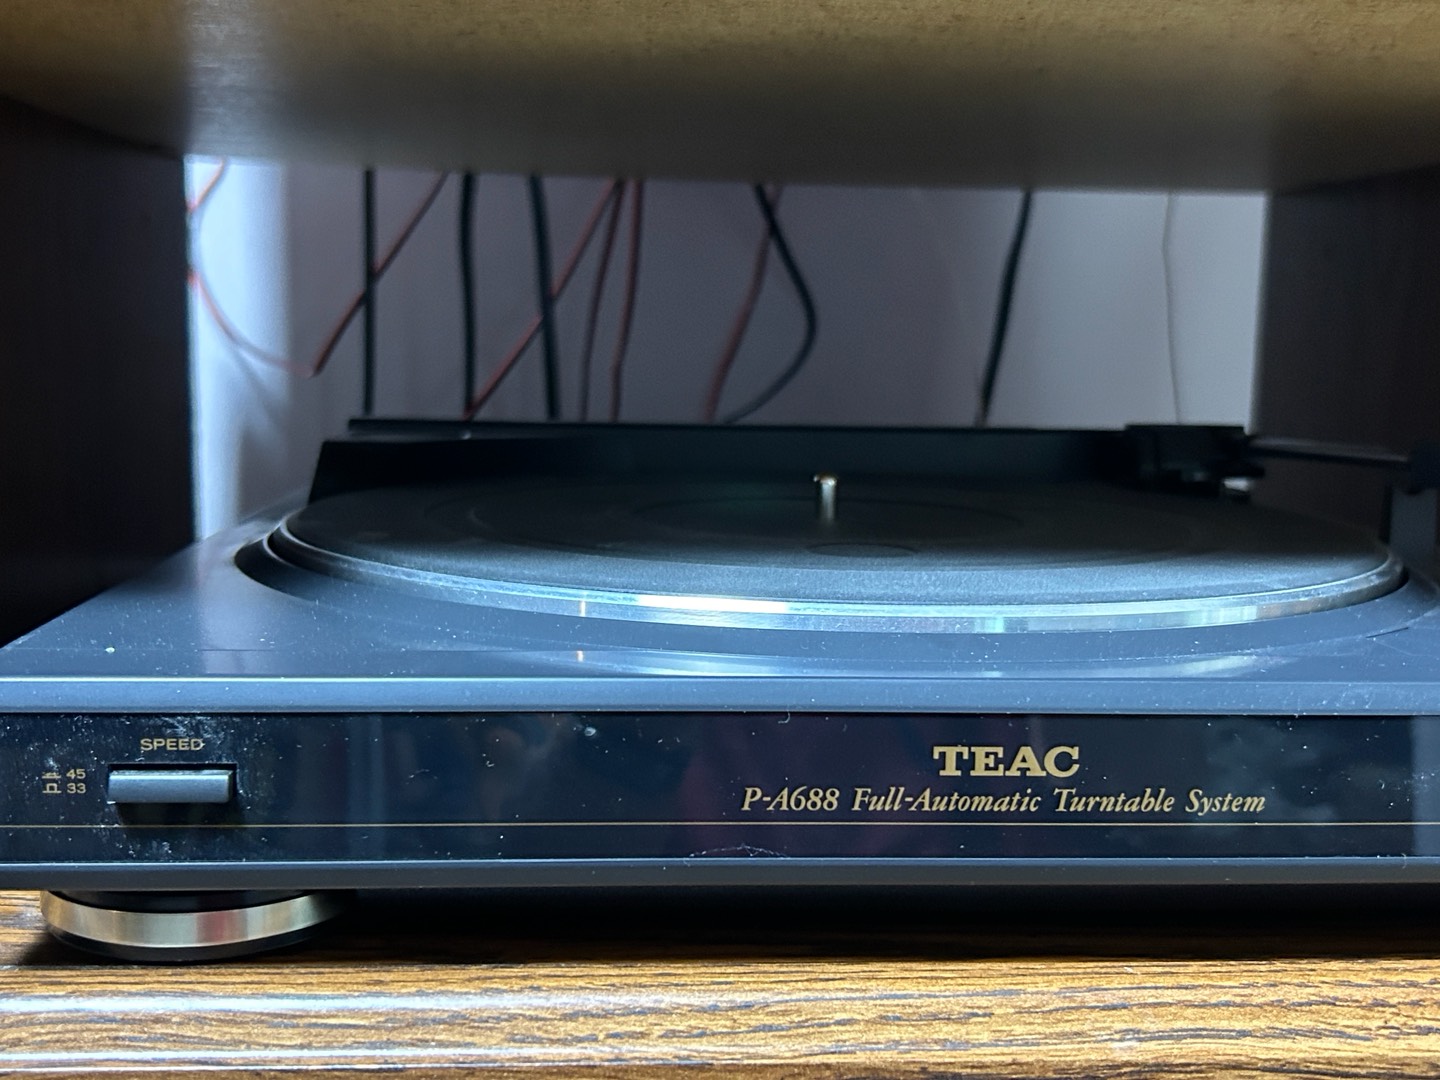 SPEED
45
33
TEAC
P-A688 Full-Automatic Turntable System